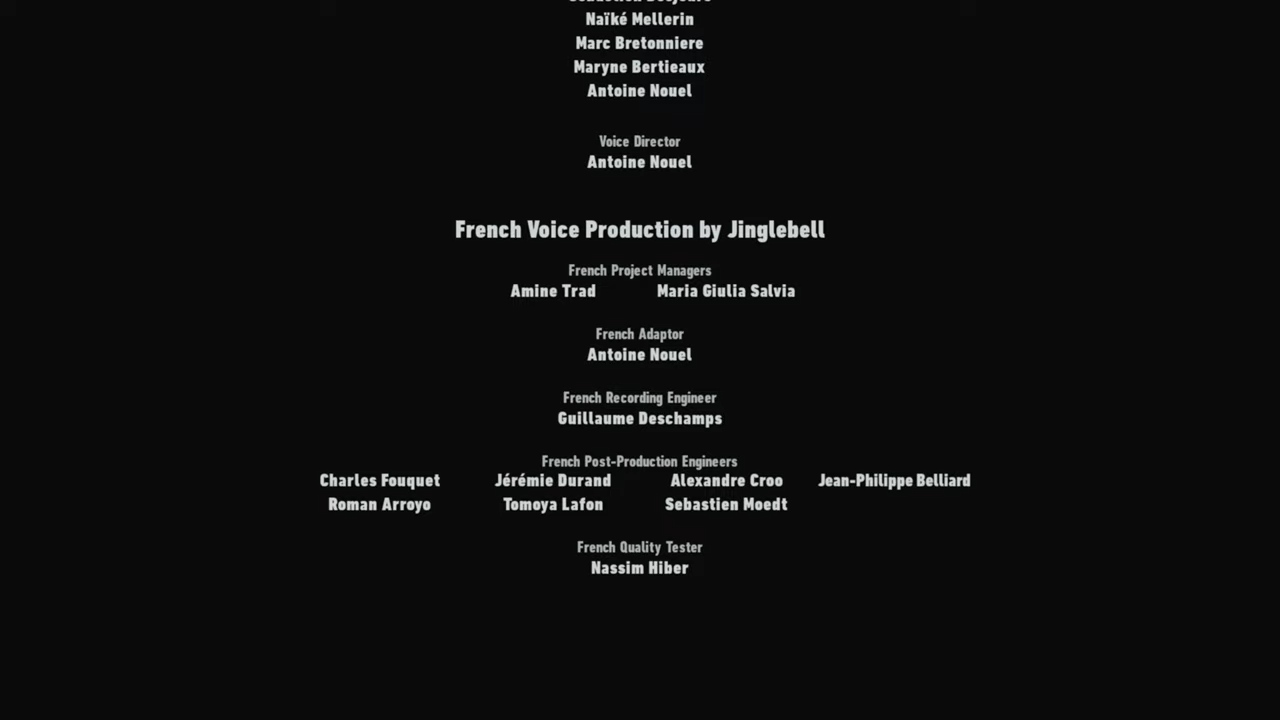 Naïké Mellerin
Marc Bretonniere
Maryne Bertieaux
Antoine Nouel
Voice Director
Antoine Nouel
French Voice Production by Jinglebell
French Project Managers
Amine Trad Maria Giulia Salvia
French Adaptor
Antoine Nouel
French Recording Engineer
Guillaume Deschamps
French Post-Production Engineers
Charles Fouquet Jérémie Durand Alexandre Croo Jean-Philippe Belliard
Roman Arroyo Tomoya Lafon Sebastien Moedt
French Quality Tester
Nassim Hiber